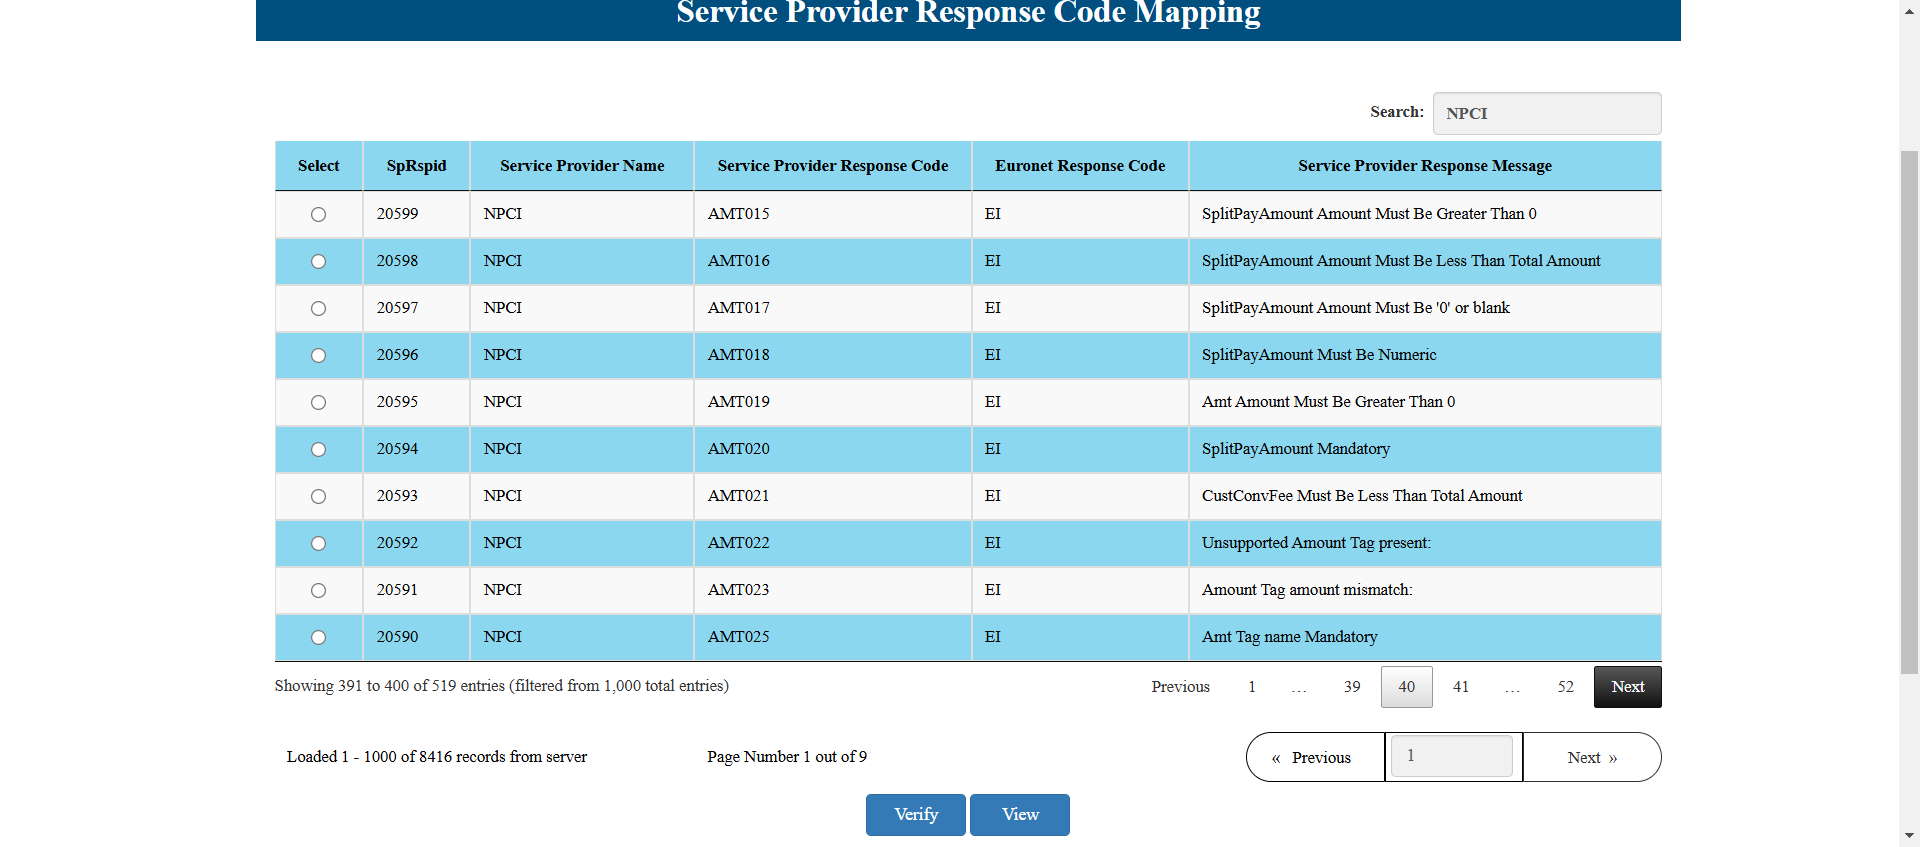 Service Provider Response Code Mapping
Search: NPCI
Select SpRspid Service Provider Name Service Provider Response Code Euronet Response Code Service Provider Response Message
20599 NPCI AMT015 EI SplitPayAmount Amount Must Be Greater Than 0
20598 NPCI AMT016 EI SplitPayAmount Amount Must Be Less Than Total Amount
20597 NPCI AMT017 EI SplitPayAmount Amount Must Be '0' or blank
20596 NPCI AMT018 EI SplitPayAmount Must Be Numeric
20595 NPCI AMT019 EI Amt Amount Must Be Greater Than 0
20594 NPCI AMT020 EI SplitPayAmount Mandatory
20593 NPCI AMT021 EI CustConvFee Must Be Less Than Total Amount
20592 NPCI AMT022 EI Unsupported Amount Tag present:
20591 NPCI AMT023 EI Amount Tag amount mismatch:
20590 NPCI AMT025 EI Amt Tag name Mandatory
Showing 391 to 400 of 519 entries (filtered from 1,000 total entries) Previous 1 … 39 40 41 … 52 Next
Loaded 1 - 1000 of 8416 records from server Page Number 1 out of 9 « Previous 1 Next »
Verify View